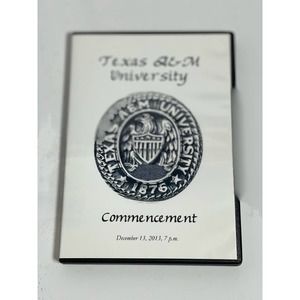 Texas A&M
University
TEXAS A&M UNIVERSITY
1876
Commencement
December 13, 2013, 7 p.m.